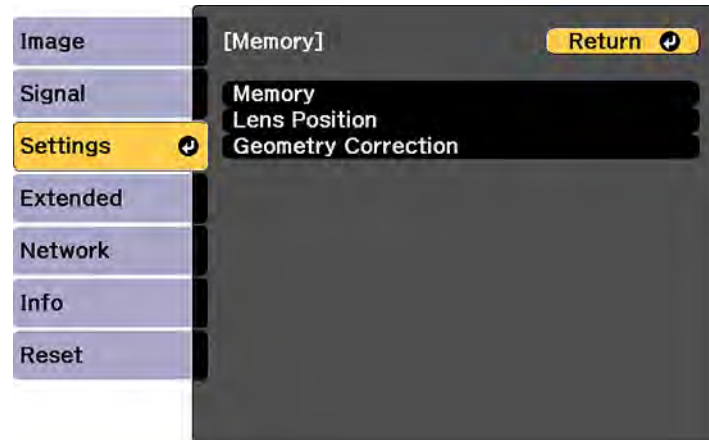 Image
Signal
Settings
Extended
Network
Info
Reset
[Memory]
Return
Memory
Lens Position
Geometry Correction